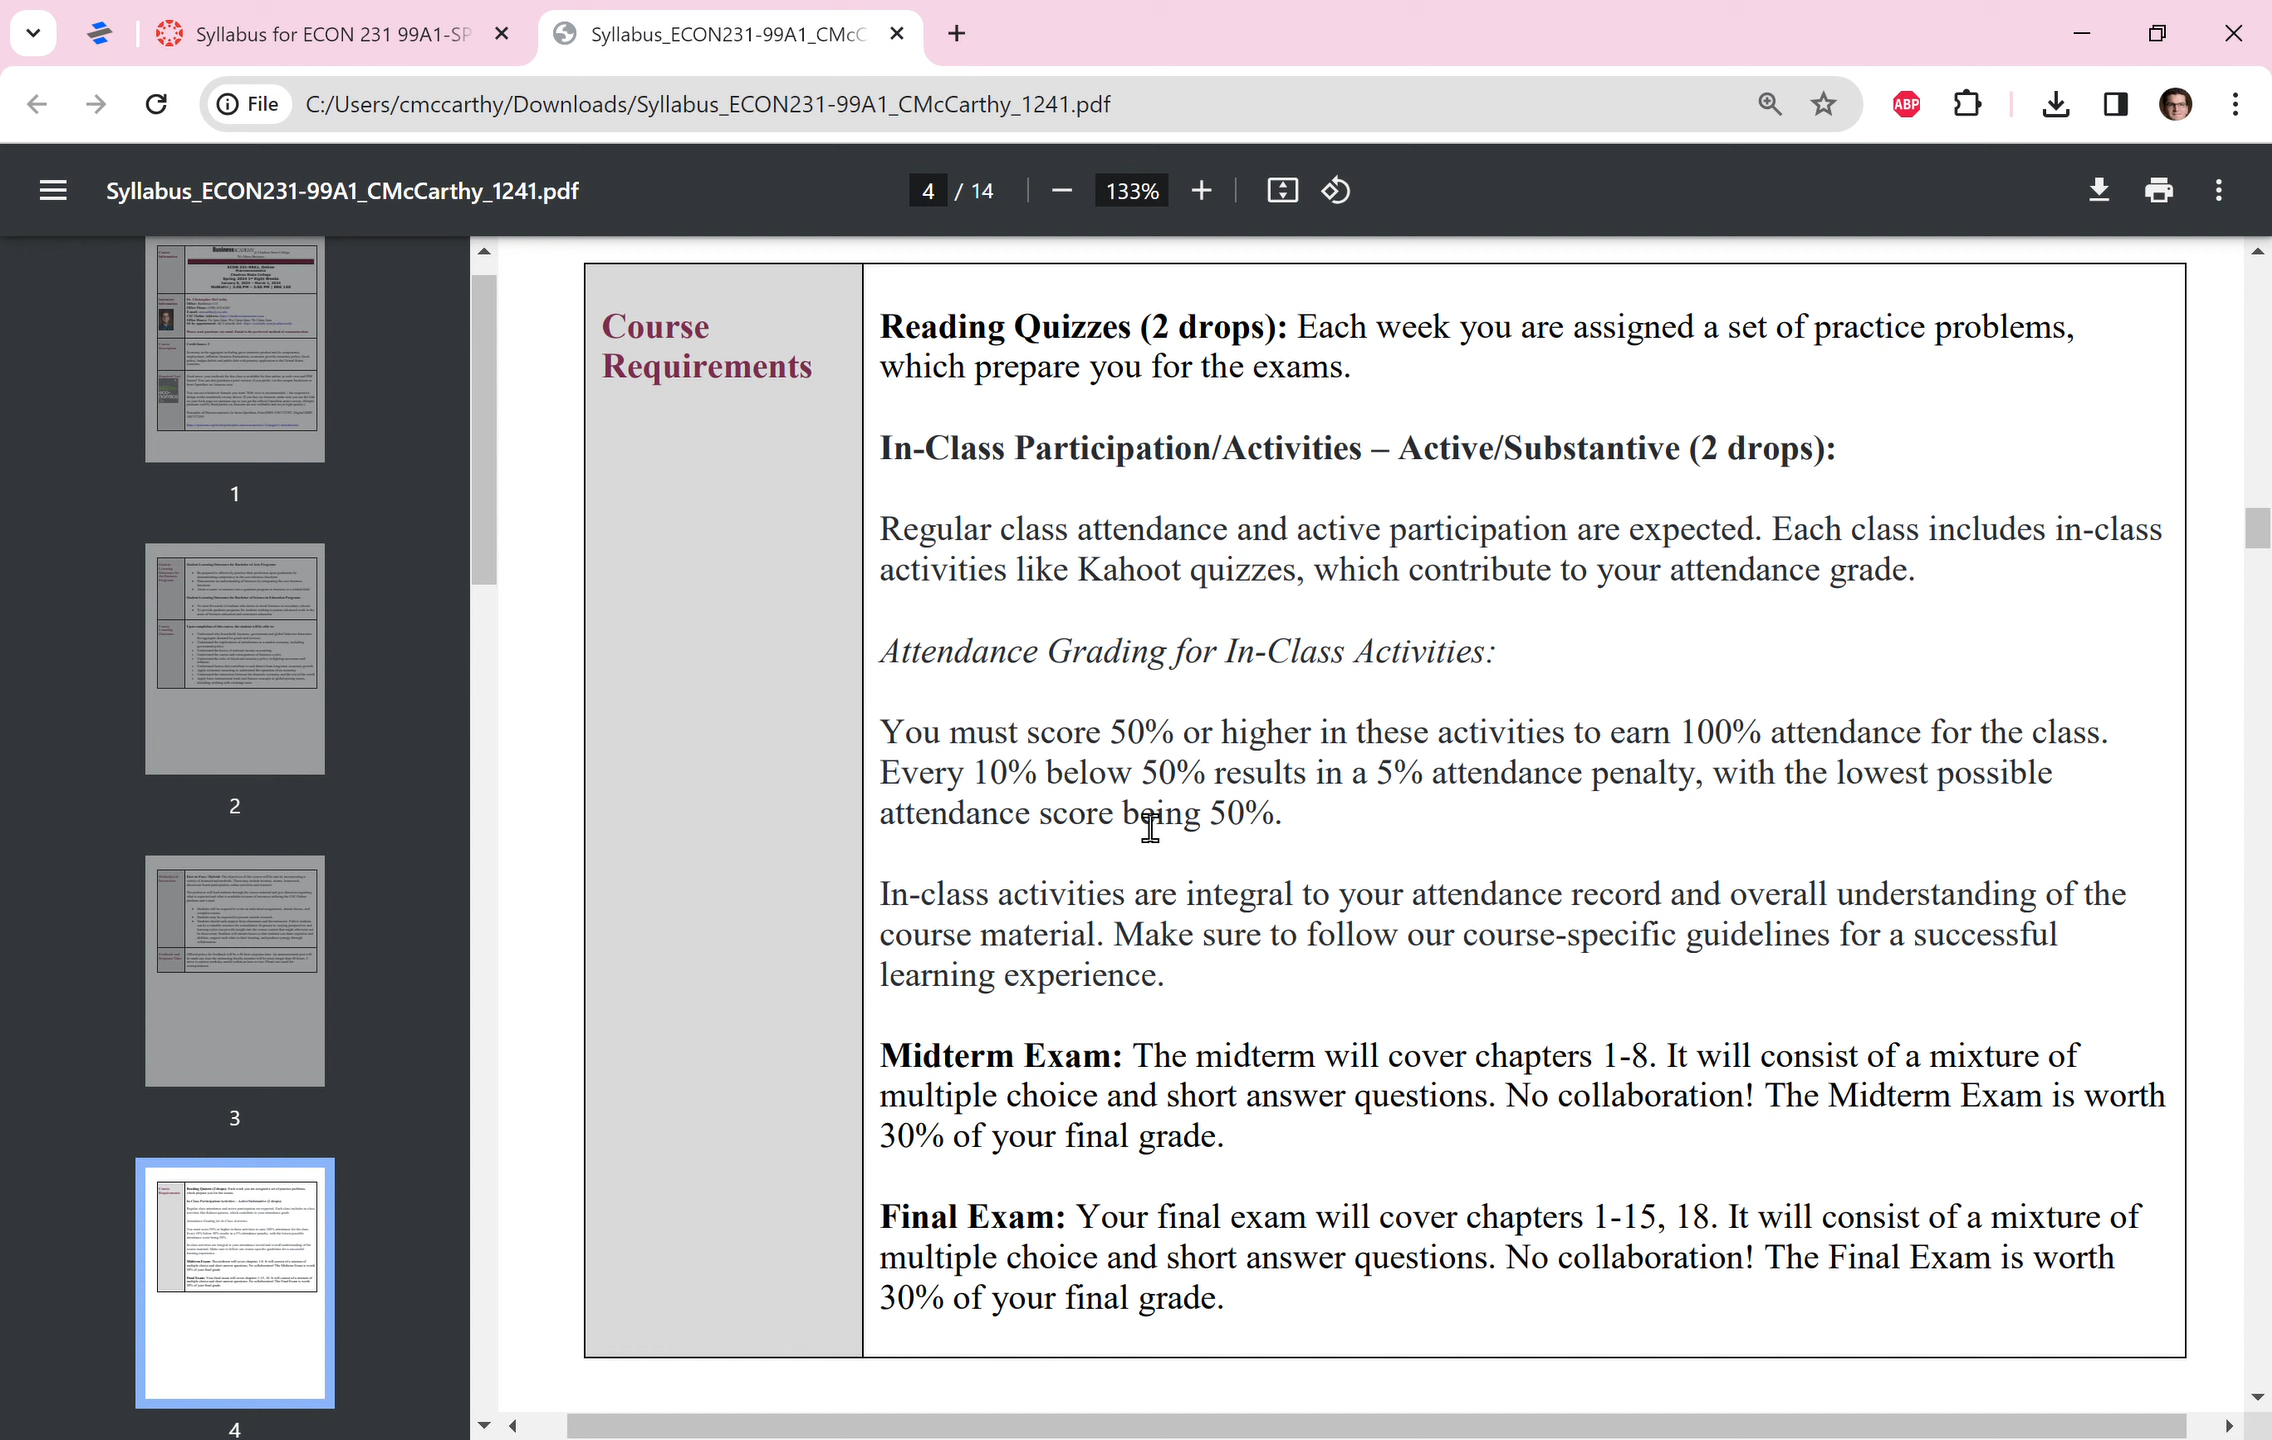 Syllabus for ECON 231 99A1-SP
Syllabus_ECON231-99A1_CMcC
File
C:/Users/cmccarthy/Downloads/Syllabus_ECON231-99A1_CMcCarthy_1241.pdf
ABP
Syllabus_ECON231-99A1_CMcCarthy_1241.pdf
4 / 14
133%
1
2
3
4
Course
Requirements
Reading Quizzes (2 drops): Each week you are assigned a set of practice problems,
which prepare you for the exams.
In-Class Participation/Activities – Active/Substantive (2 drops):
Regular class attendance and active participation are expected. Each class includes in-class
activities like Kahoot quizzes, which contribute to your attendance grade.
Attendance Grading for In-Class Activities:
You must score 50% or higher in these activities to earn 100% attendance for the class.
Every 10% below 50% results in a 5% attendance penalty, with the lowest possible
attendance score being 50%.
In-class activities are integral to your attendance record and overall understanding of the
course material. Make sure to follow our course-specific guidelines for a successful
learning experience.
Midterm Exam: The midterm will cover chapters 1-8. It will consist of a mixture of
multiple choice and short answer questions. No collaboration! The Midterm Exam is worth
30% of your final grade.
Final Exam: Your final exam will cover chapters 1-15, 18. It will consist of a mixture of
multiple choice and short answer questions. No collaboration! The Final Exam is worth
30% of your final grade.